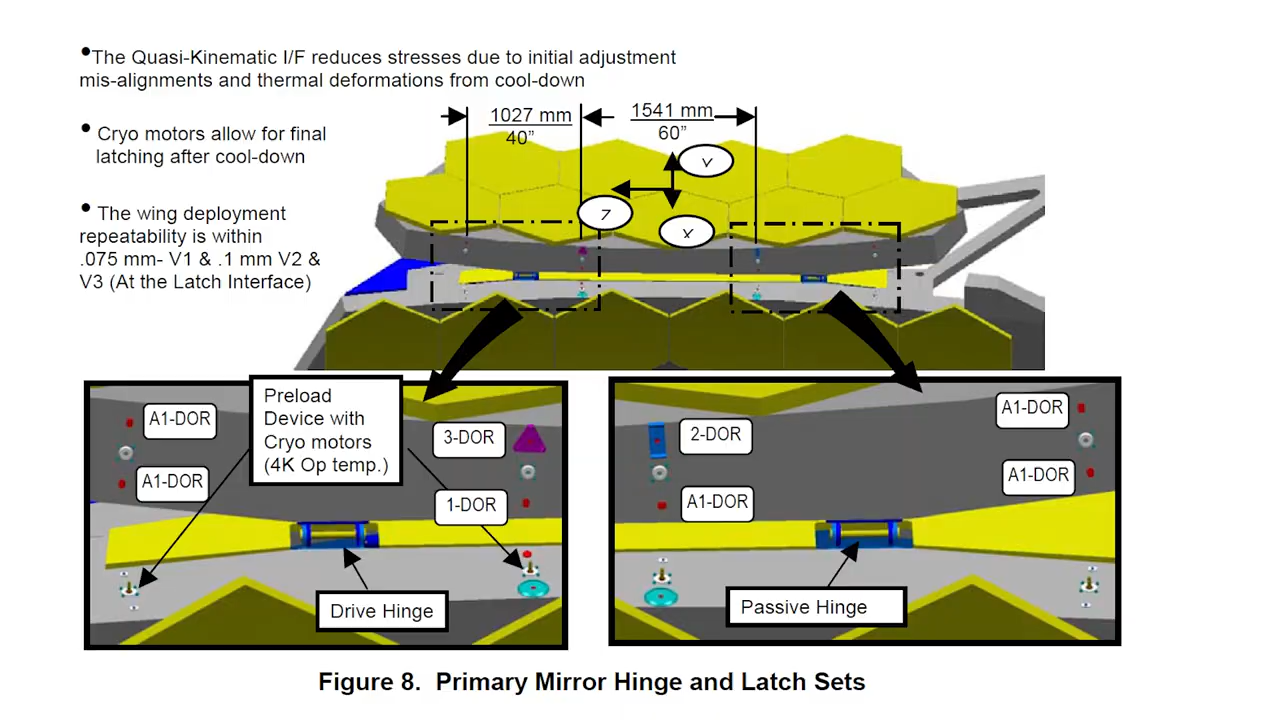 •The Quasi-Kinematic I/F reduces stresses due to initial adjustment
mis-alignments and thermal deformations from cool-down
• Cryo motors allow for final
latching after cool-down
• The wing deployment
repeatability is within
.075 mm- V1 & .1 mm V2 &
V3 (At the Latch Interface)
1027 mm
40”
1541 mm
60”
Preload
Device with
Cryo motors
(4K Op temp.)
A1-DOR
A1-DOR
3-DOR
1-DOR
Drive Hinge
2-DOR
A1-DOR
A1-DOR
A1-DOR
Passive Hinge
Figure 8. Primary Mirror Hinge and Latch Sets